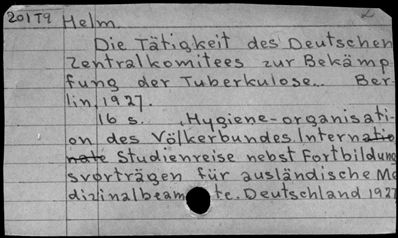 201T9 Helm.
Die Tätigkeit des Deutschen
Zentralkomitees zur Bekämp
fung der Tuberkulose... Ber-
lin, 1927.
16 s. Hygiene-organisati-
on des Völkerbundes Internatio
nale Studienreise nebst Fortbildung
svorträgen für ausländische Me
dizinalbeamte. Deutschland 1927